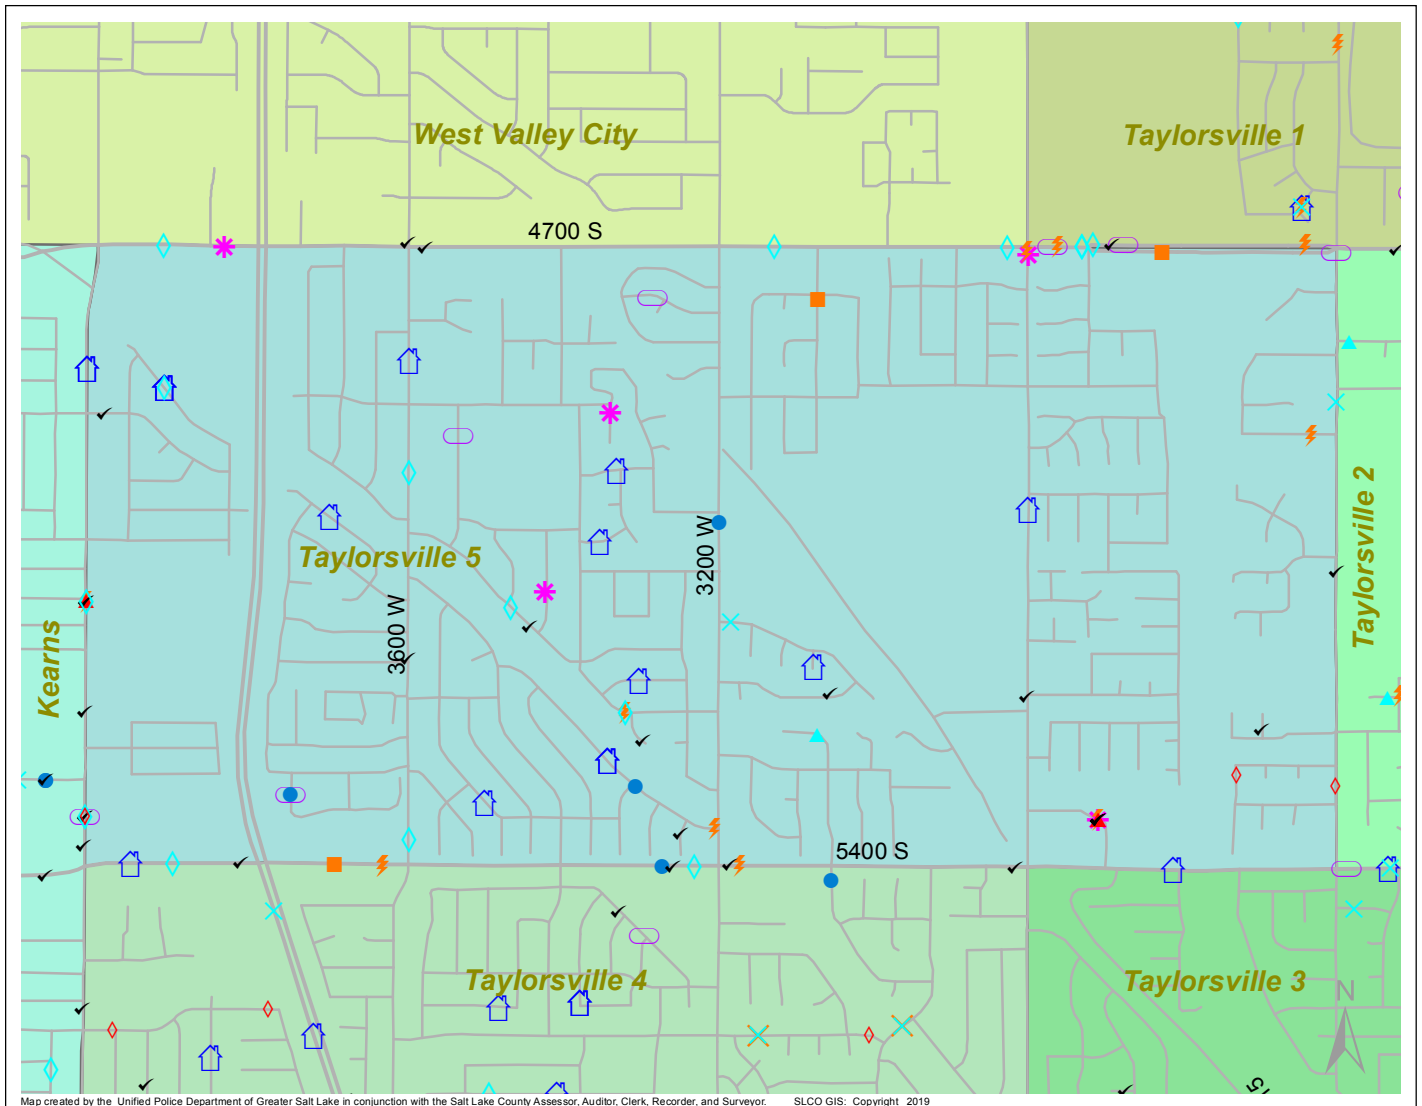 West Valley City
Taylorsville 1
4700 S
Taylorsville 2
3200 W
Taylorsville 5
3600 W
Kearns
5400 S
Taylorsville 4
Taylorsville 3
N
Map created by the Unified Police Department of Greater Salt Lake in conjunction with the Salt Lake County Assessor, Auditor, Clerk, Recorder, and Surveyor. SLCO GIS: Copyright 2019